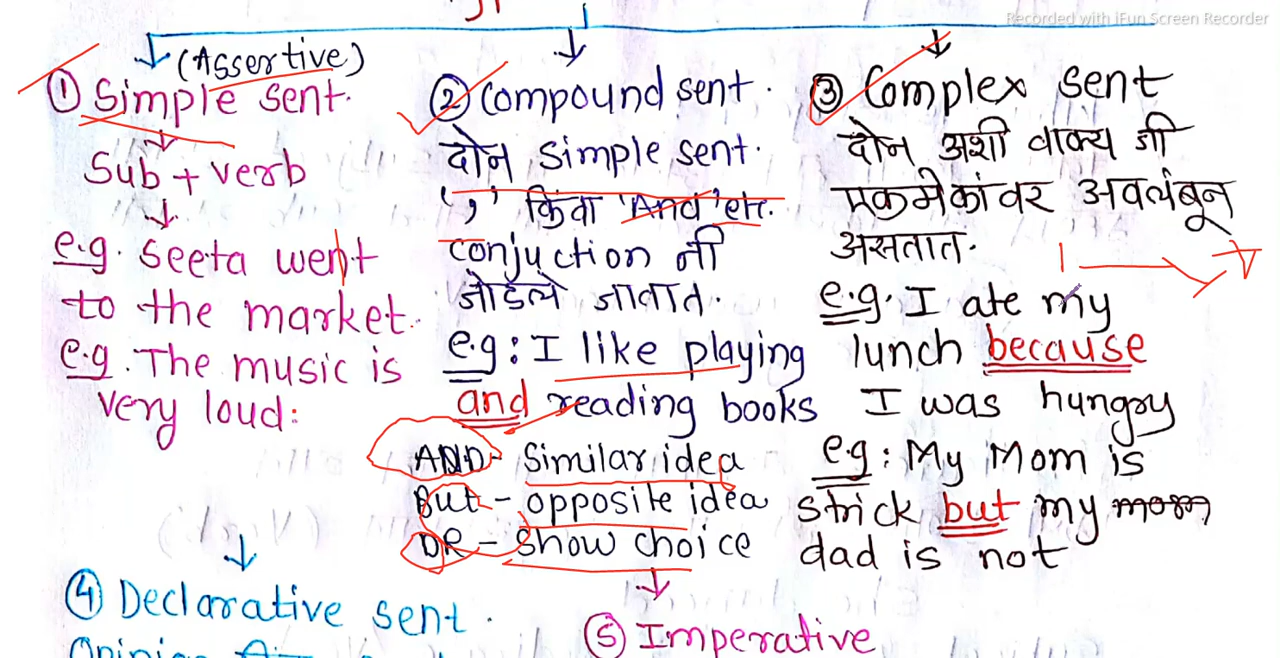 Recorded with iFun Screen Recorder
(Assertive)
① Simple sent.
Sub + verb
e.g. Seeta went
to the market.
e.g. The music is
very loud:
② Compound sent.
दोन simple sent.
',' किंवा 'And' etc.
conjuction नी
जोडले जातात.
e.g: I like playing
and reading books
AND - Similar idea
But - opposite idea
OR - Show choice
③ Complex sent
दोन अशी वाक्य जी
एकमेकांवर अवलंबून
असतात.
e.g. I ate my
lunch because
I was hungry
e.g: My Mom is
strick but my mom
dad is not
④ Declarative sent.
Opinion
⑤ Imperative